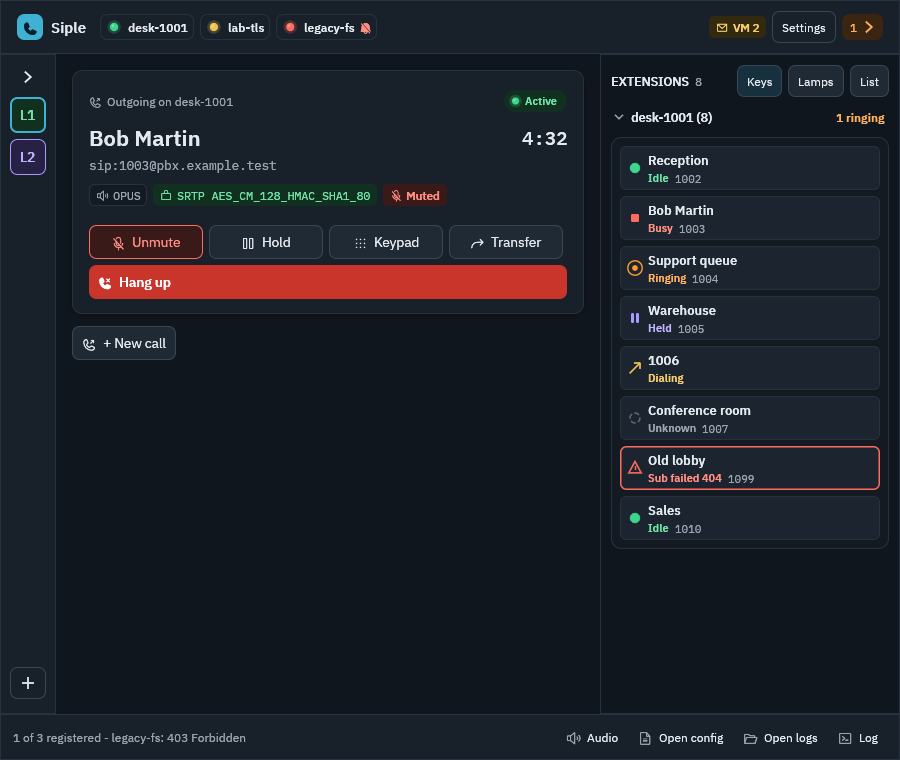 Siple
desk-1001
lab-tls
legacy-fs
VM 2
Settings
1
L1
L2
Outgoing on desk-1001
Active
Bob Martin
4:32
sip:1003@pbx.example.test
OPUS
SRTP AES_CM_128_HMAC_SHA1_80
Muted
Unmute
Hold
Keypad
Transfer
Hang up
+ New call
EXTENSIONS 8
Keys
Lamps
List
desk-1001 (8)
1 ringing
Reception
Idle 1002
Bob Martin
Busy 1003
Support queue
Ringing 1004
Warehouse
Held 1005
1006
Dialing
Conference room
Unknown 1007
Old lobby
Sub failed 404 1099
Sales
Idle 1010
+
1 of 3 registered - legacy-fs: 403 Forbidden
Audio
Open config
Open logs
Log